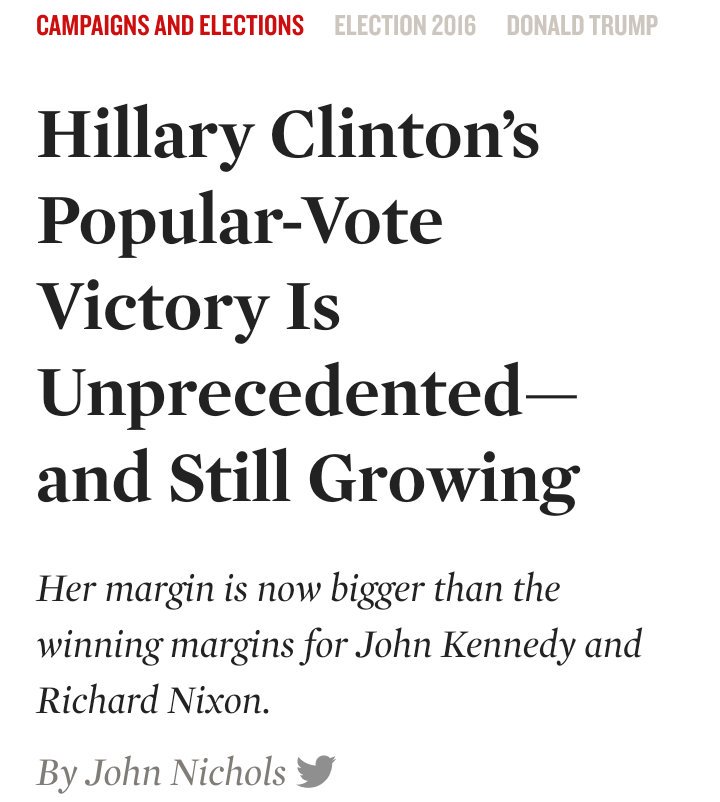 CAMPAIGNS AND ELECTIONS ELECTION 2016 DONALD TRUMP
Hillary Clinton’s
Popular-Vote
Victory Is
Unprecedented—
and Still Growing
Her margin is now bigger than the
winning margins for John Kennedy and
Richard Nixon.
By John Nichols